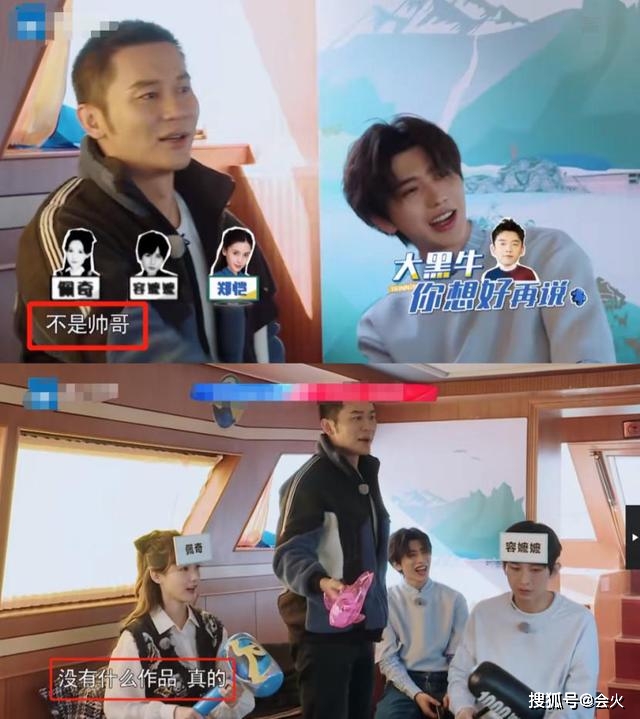 佩奇
容嬷嬷
郑恺
大黑牛
你想好再说
不是帅哥
佩奇
容嬷嬷
没有什么作品 真的
1000
搜狐号@会火